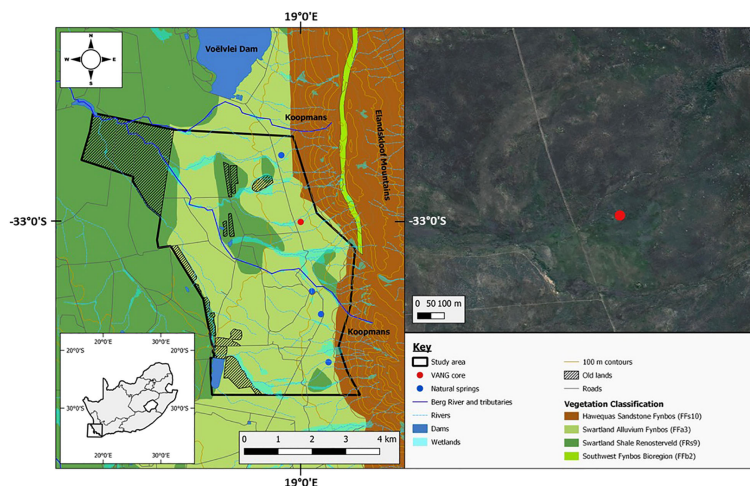 19°0'E
N
W
E
S
Voëlvlei Dam
Koopmans
Elandskloof Mountains
-33°0'S
-33°0'S
Koopmans
0 50 100 m
20°0'E 30°0'E
20°0'S
20°0'S
30°0'S
30°0'S
20°0'E 30°0'E
0 1 2 3 4 km
19°0'E
Key
Study area
VANG core
Natural springs
Berg River and tributaries
Rivers
Dams
Wetlands
100 m contours
Old lands
Roads
Vegetation Classification
Hawequas Sandstone Fynbos (FFs10)
Swartland Alluvium Fynbos (FFa3)
Swartland Shale Renosterveld (FRs9)
Southwest Fynbos Bioregion (FFb2)